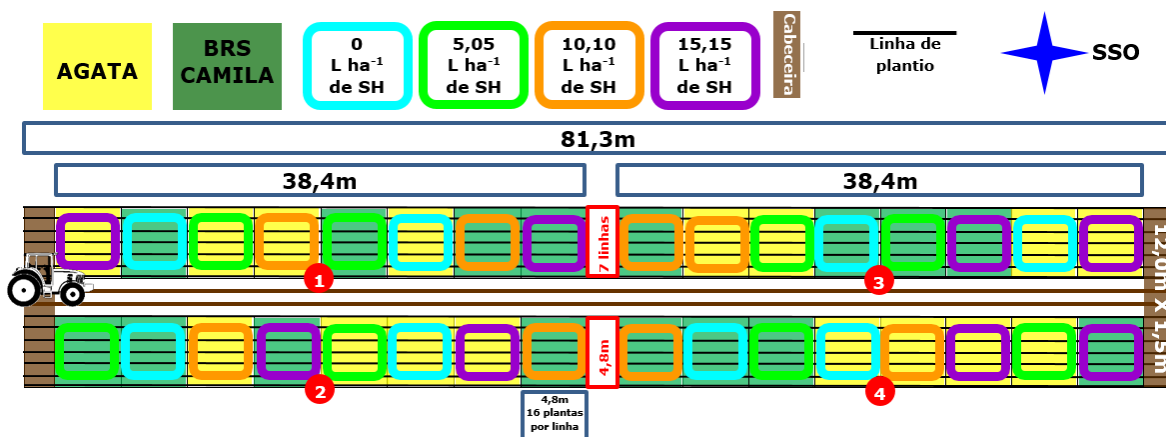 AGATA
BRS
CAMILA
0
L ha⁻¹
de SH
5,05
L ha⁻¹
de SH
10,10
L ha⁻¹
de SH
15,15
L ha⁻¹
de SH
Cabeceira
Linha de
plantio
SSO
81,3m
38,4m
38,4m
7 linhas
1
3
12,0m X 1,5m
4,8m
2
4
4,8m
16 plantas
por linha